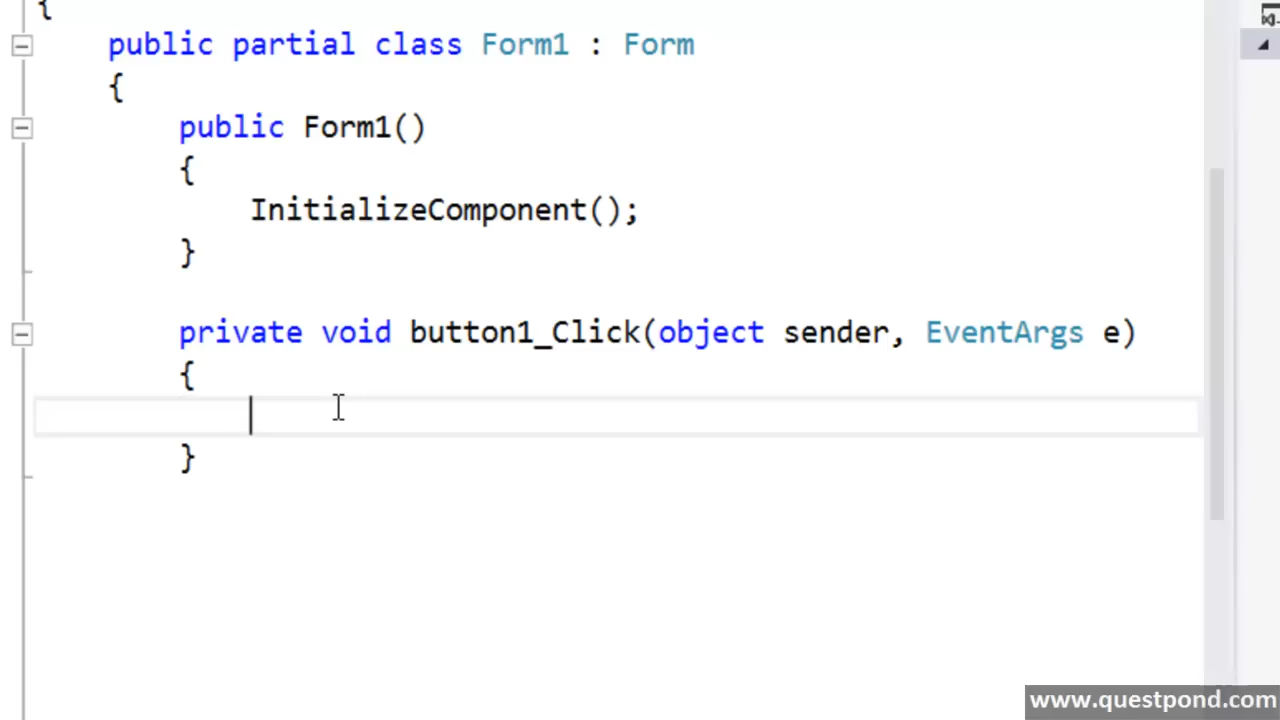 {
public partial class Form1 : Form
{
public Form1()
{
InitializeComponent();
}
private void button1_Click(object sender, EventArgs e)
{
}
www.questpond.com